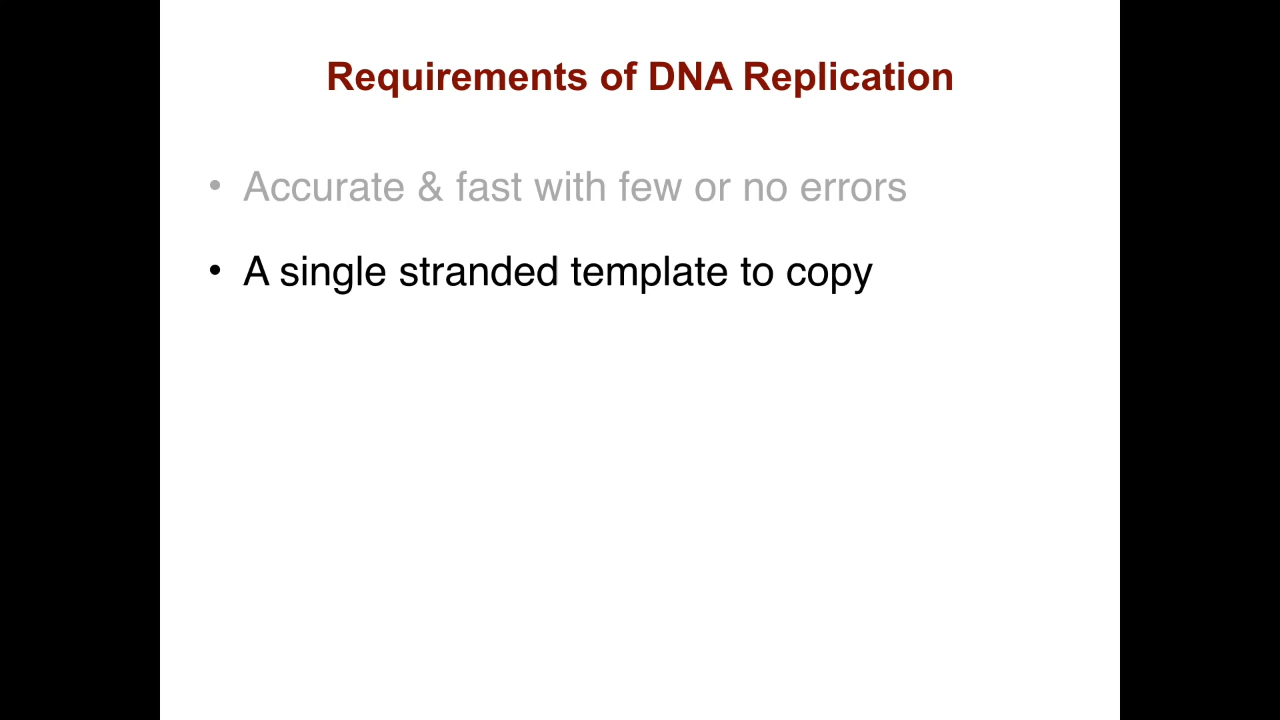 Requirements of DNA Replication
• Accurate & fast with few or no errors
• A single stranded template to copy